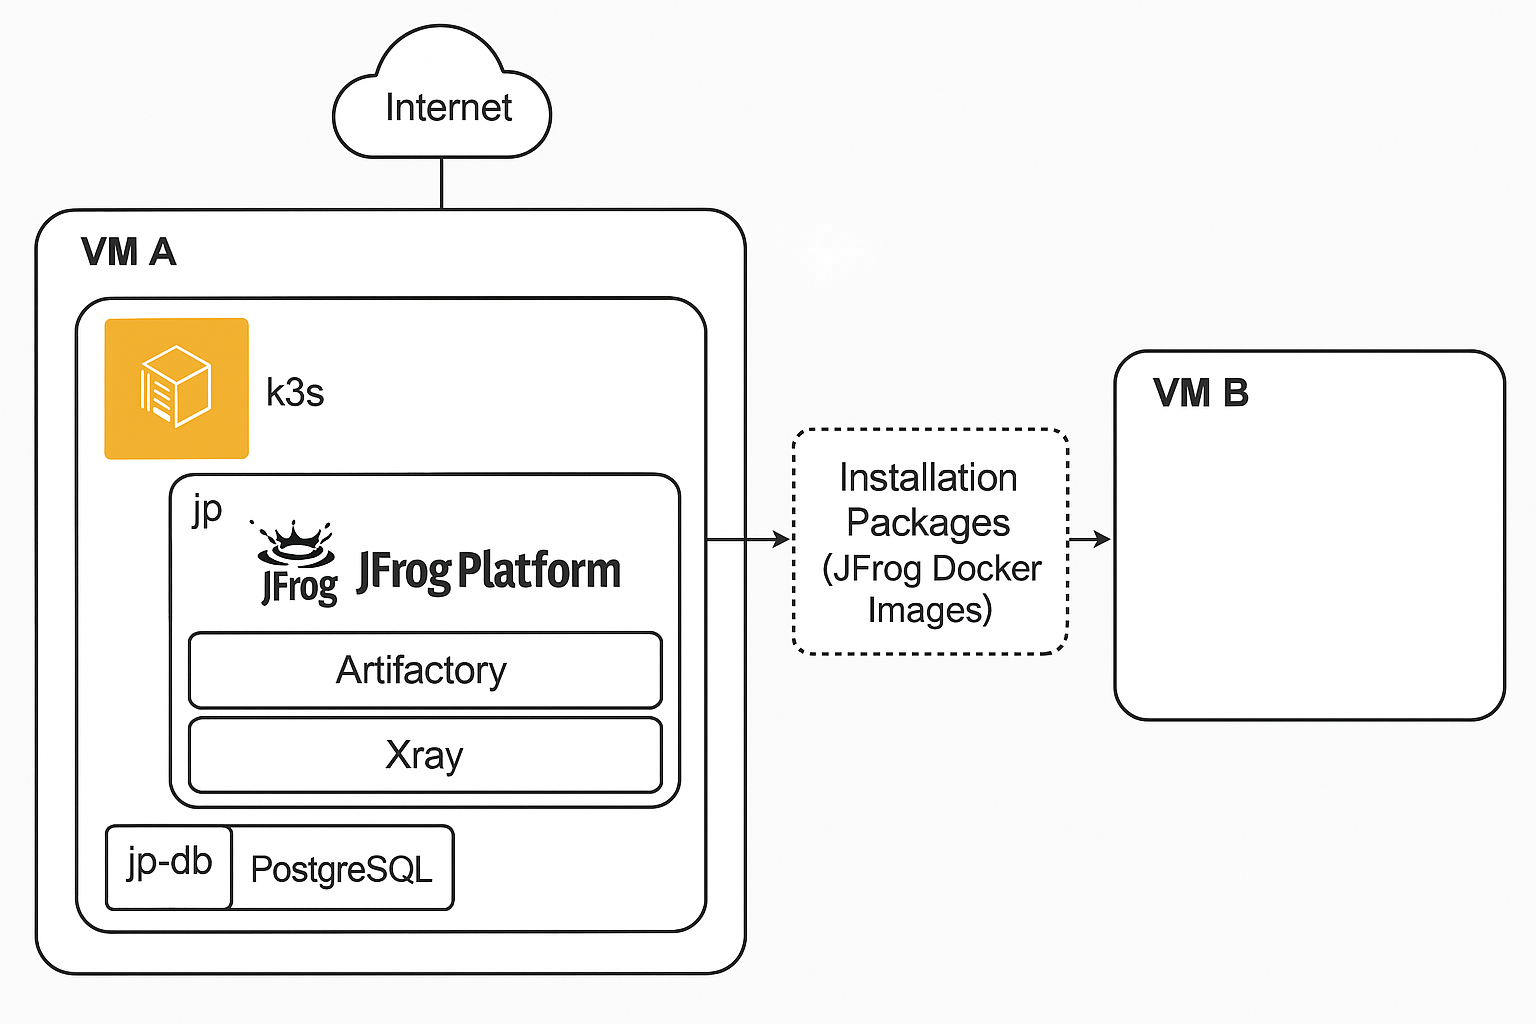 Internet
VM A
k3s
jp
JFrog
JFrog Platform
Artifactory
Xray
jp-db
PostgreSQL
Installation
Packages
(JFrog Docker
Images)
VM B